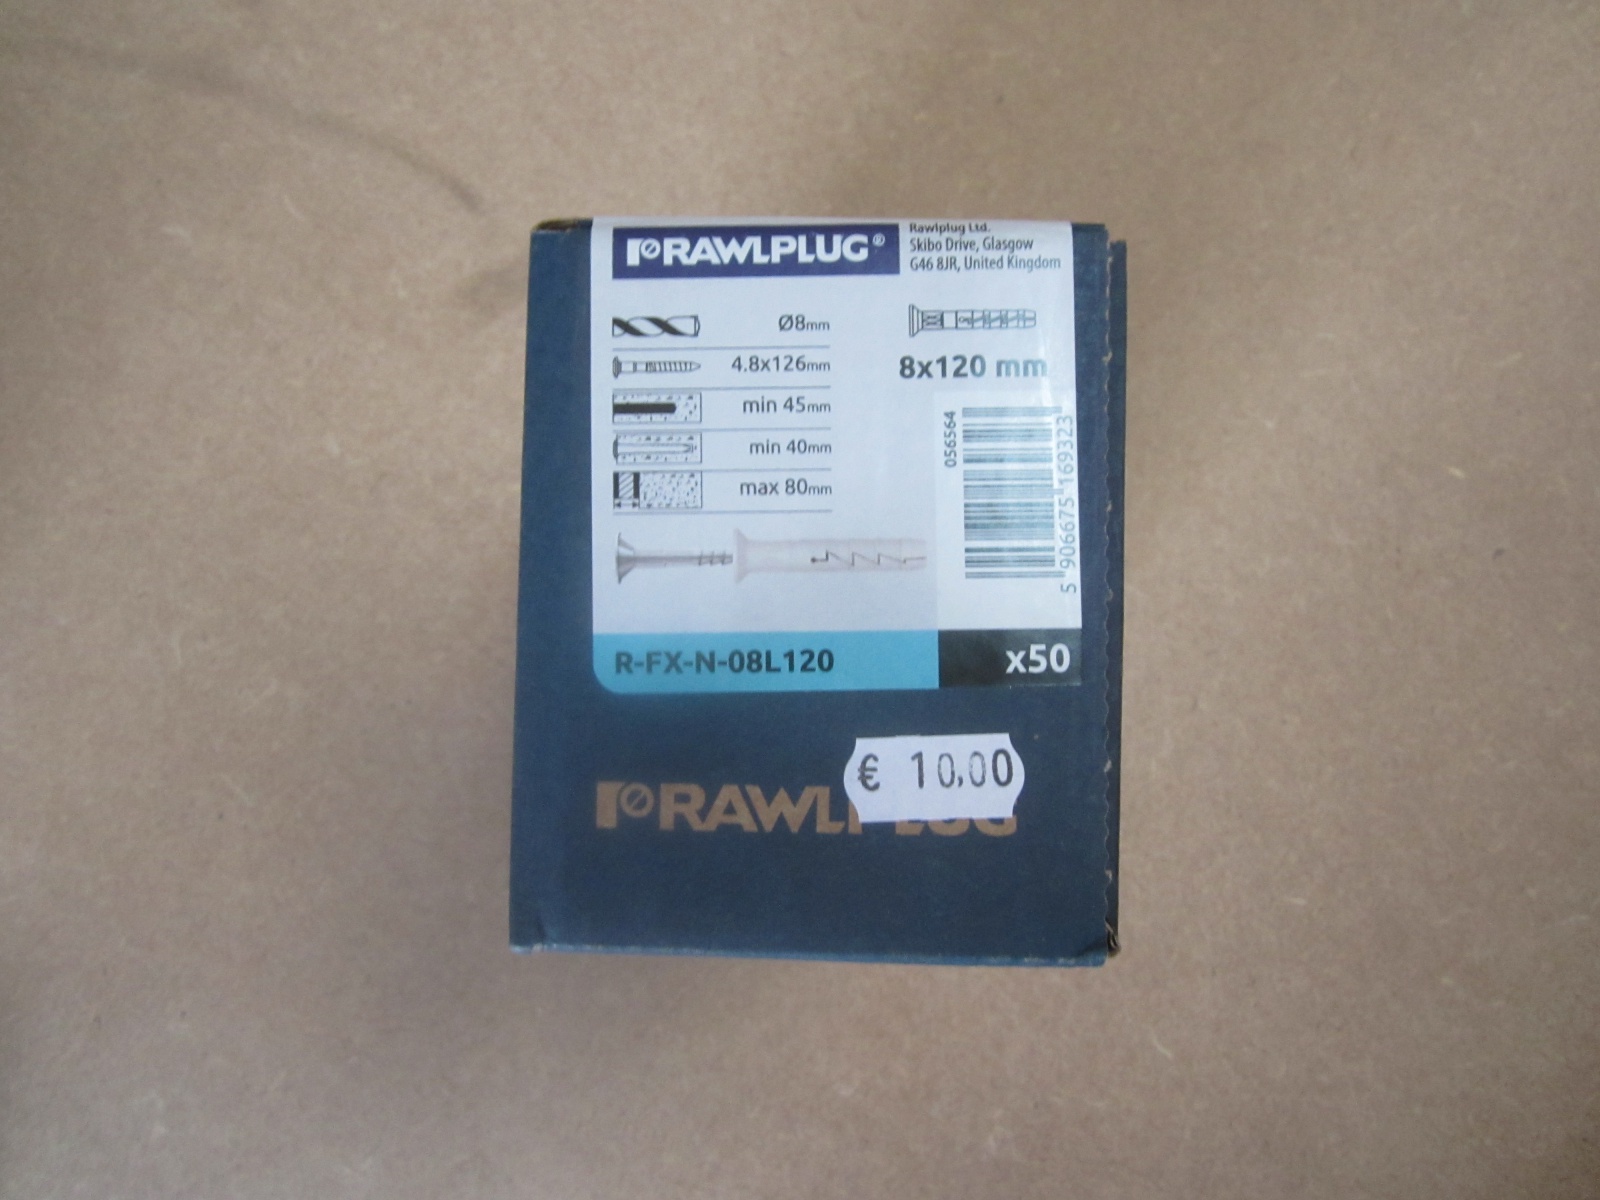 RAWLPLUG®
Rawlplug Ltd.
Skibo Drive, Glasgow
G46 8JR, United Kingdom
Ø8mm
4.8x126mm
min 45mm
min 40mm
max 80mm
8x120 mm
056564
5 906675 169323
R-FX-N-08L120
x50
€ 10,00
RAWLPLUG